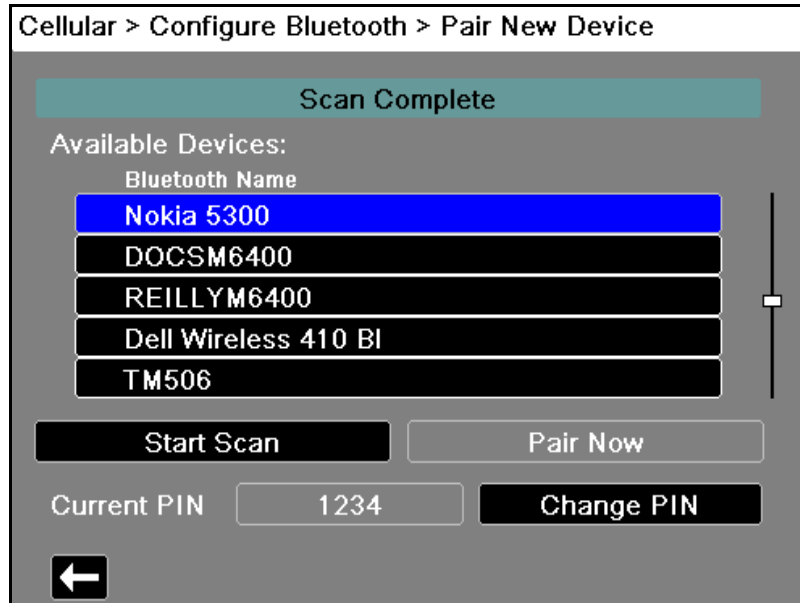 Cellular > Configure Bluetooth > Pair New Device
Scan Complete
Available Devices:
Bluetooth Name
Nokia 5300
DOCSM6400
REILLYM6400
Dell Wireless 410 Bl
TM506
Start Scan
Pair Now
Current PIN
1234
Change PIN